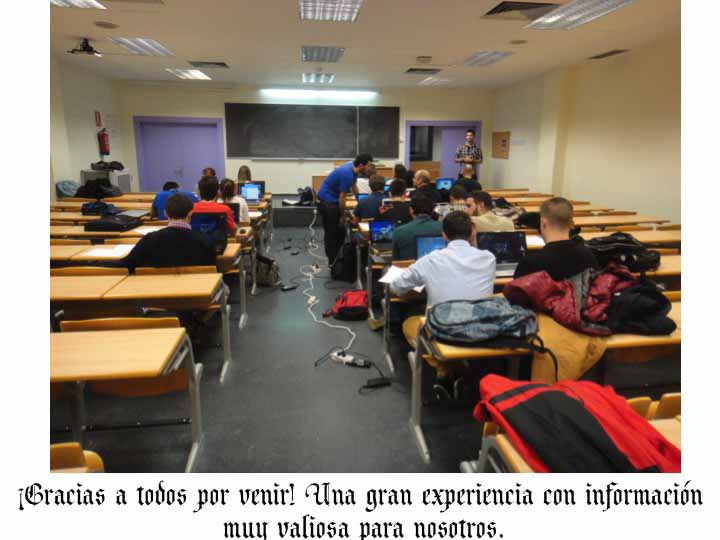 ¡Gracias a todos por venir! Una gran experiencia con información
muy valiosa para nosotros.